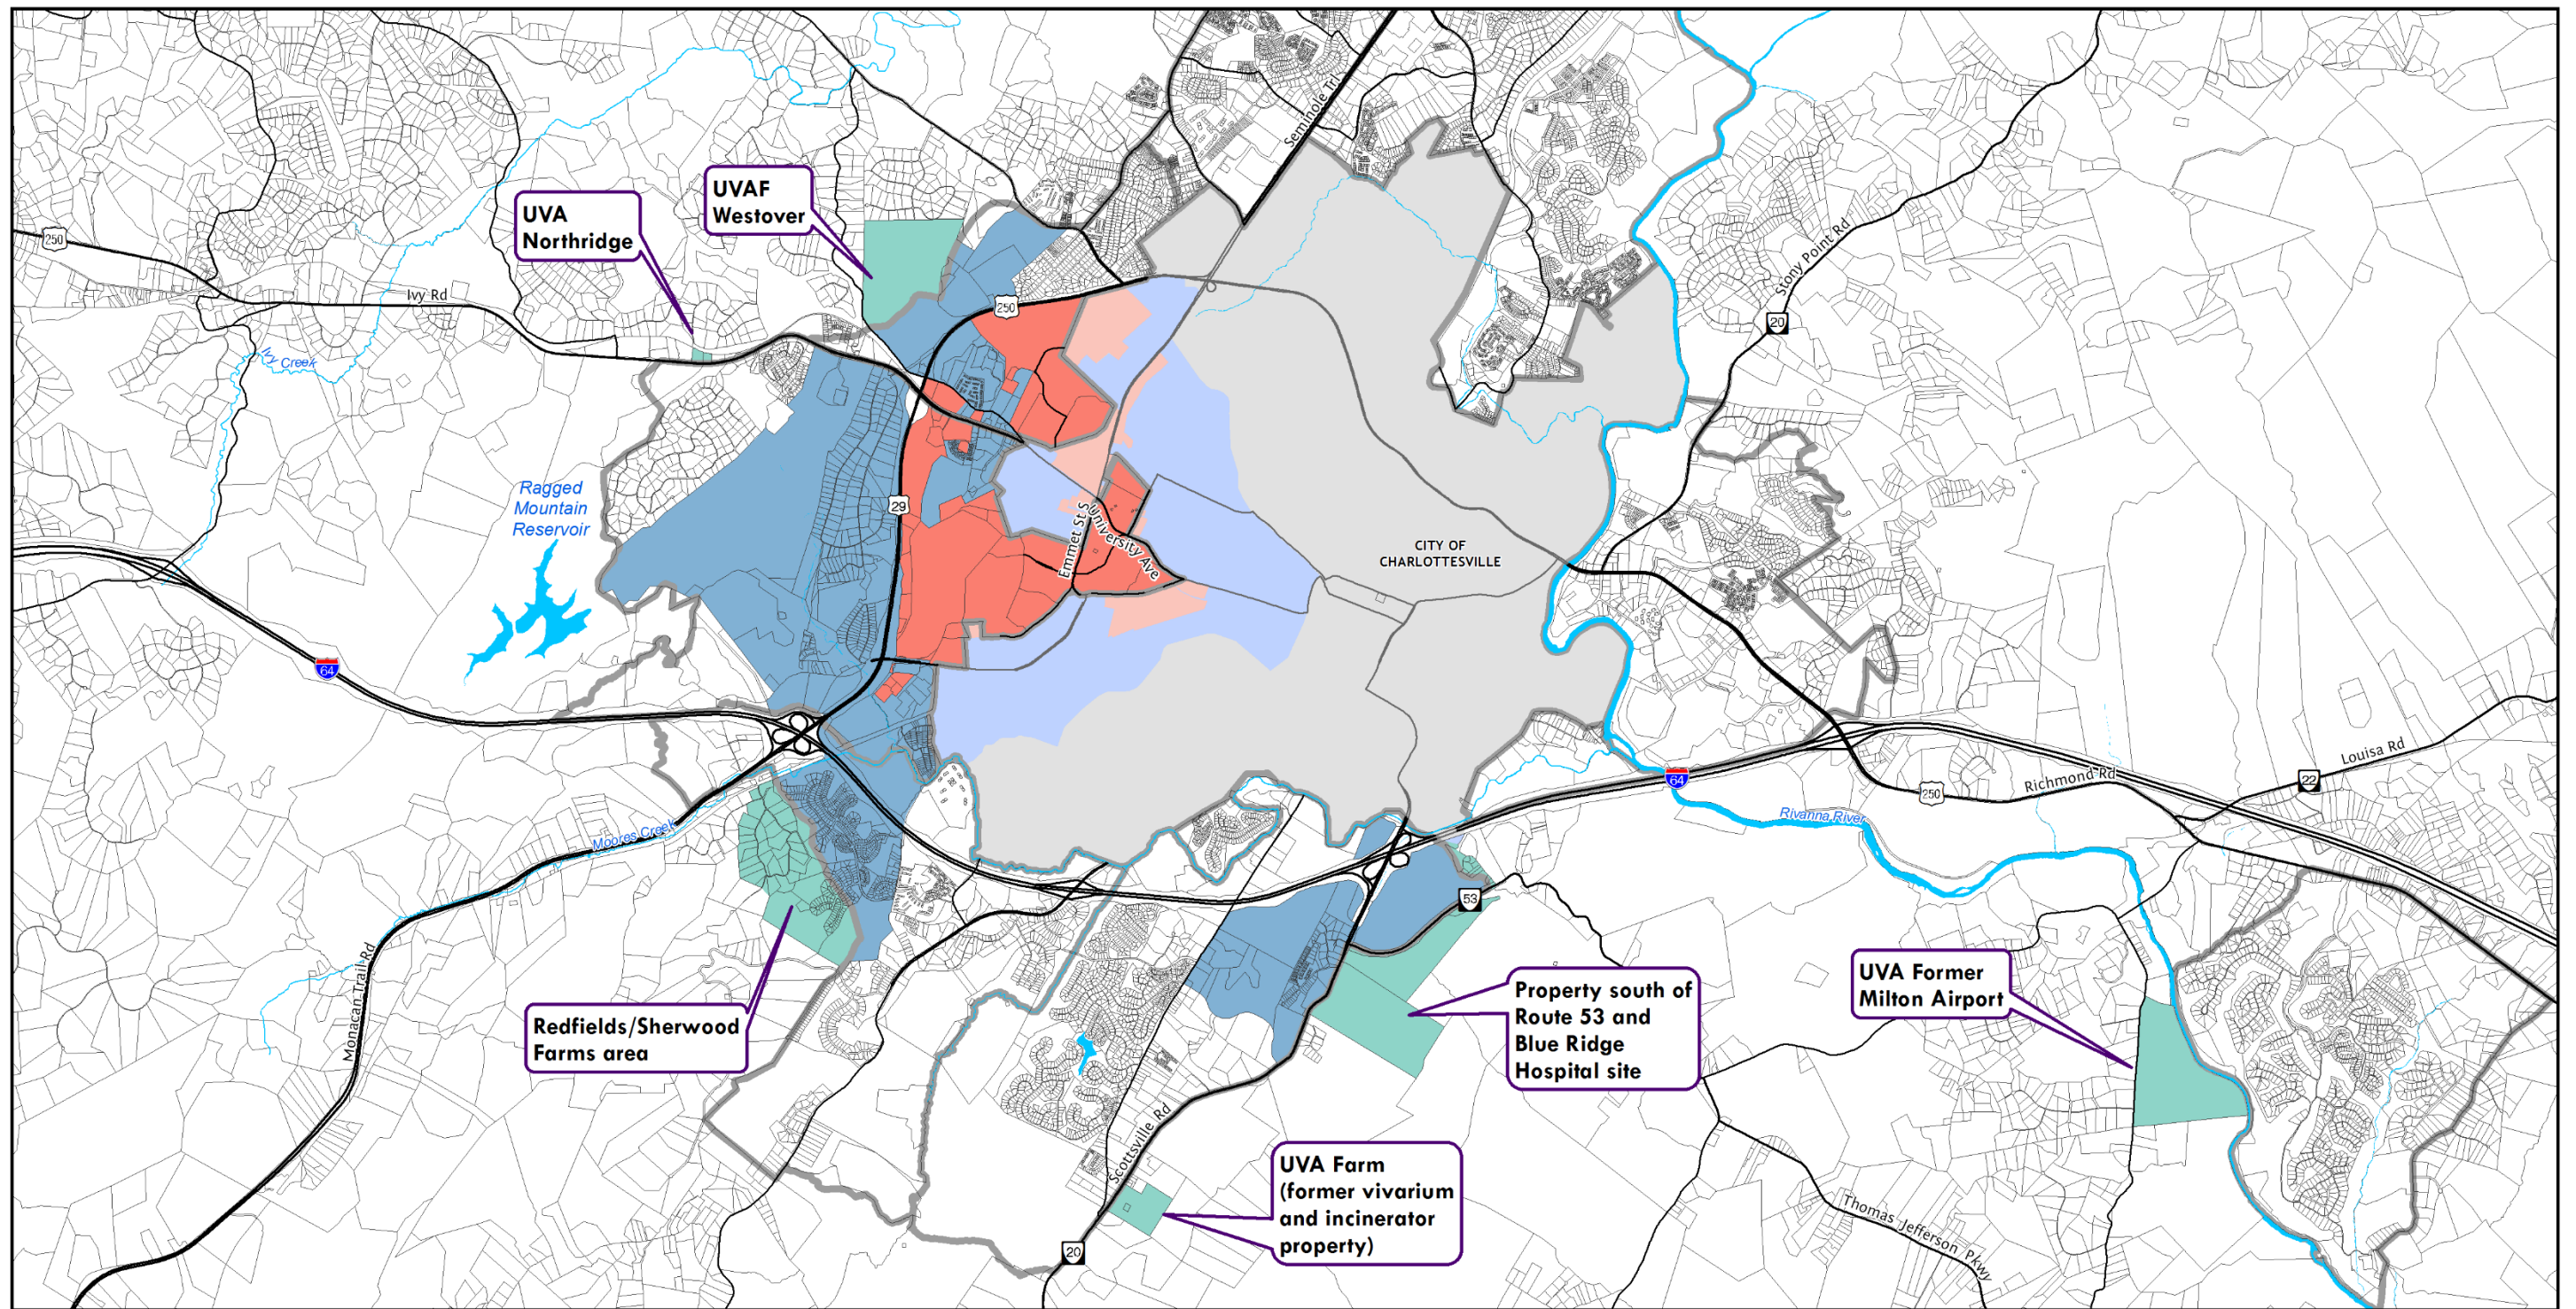 Seminole Trl
UVAF
Westover
UVA
Northridge
250
Stony Point Rd
Ivy Rd
250
20
Ivy
Creek
Ragged
Mountain
Reservoir
29
Emmet St S
University Ave
CITY OF
CHARLOTTESVILLE
64
Louisa Rd
64
Richmond Rd
22
250
Rivanna River
Moores Creek
53
Monacan Trail Rd
UVA Former
Milton Airport
Property south of
Route 53 and
Blue Ridge
Hospital site
Redfields/Sherwood
Farms area
Scottsville Rd
UVA Farm
(former vivarium
and incinerator
property)
Thomas Jefferson Pkwy
20